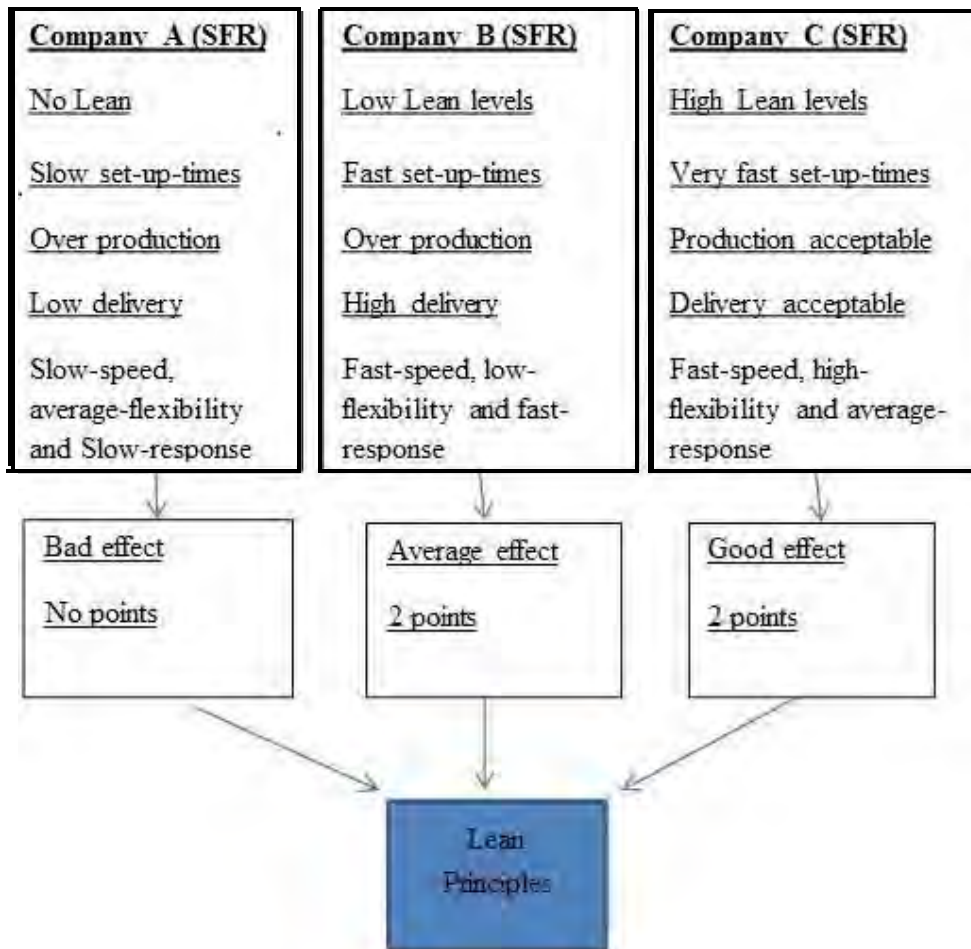 Company A (SFR)
No Lean
Slow set-up-times
Over production
Low delivery
Slow-speed,
average-flexibility
and Slow-response
Company B (SFR)
Low Lean levels
Fast set-up-times
Over production
High delivery
Fast-speed, low-
flexibility and fast-
response
Company C (SFR)
High Lean levels
Very fast set-up-times
Production acceptable
Delivery acceptable
Fast-speed, high-
flexibility and average-
response
Bad effect
No points
Average effect
2 points
Good effect
2 points
Lean
Principles